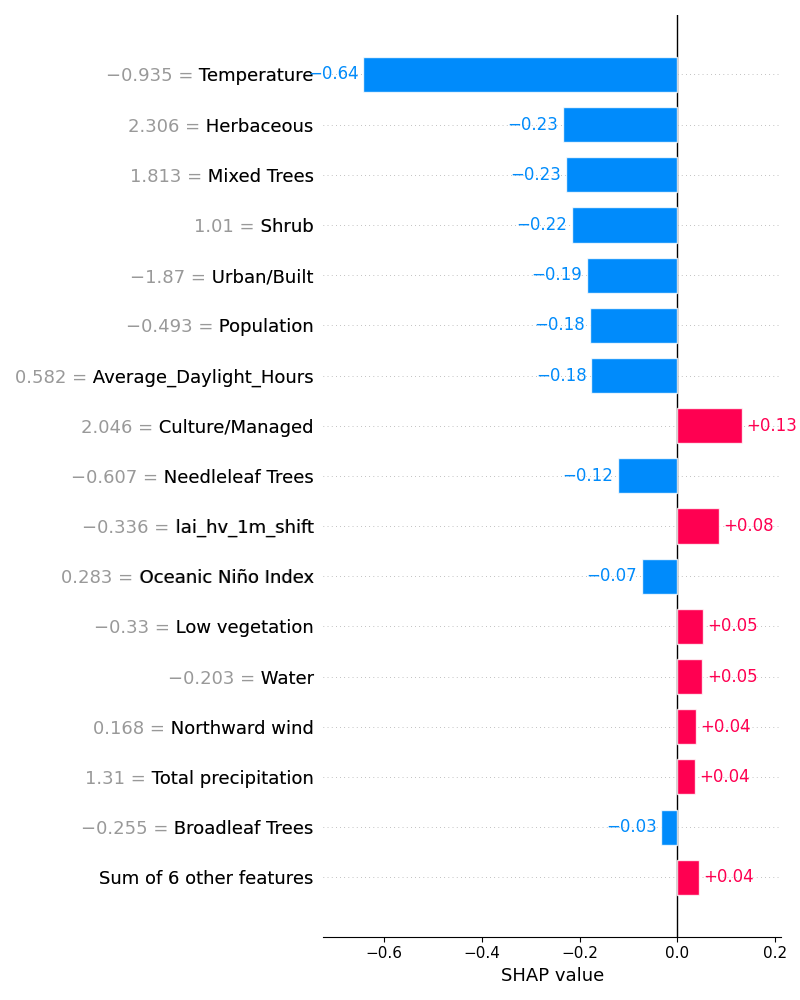 −0.935 = Temperature −0.64
2.306 = Herbaceous −0.23
1.813 = Mixed Trees −0.23
1.01 = Shrub −0.22
−1.87 = Urban/Built −0.19
−0.493 = Population −0.18
0.582 = Average_Daylight_Hours −0.18
2.046 = Culture/Managed +0.13
−0.607 = Needleleaf Trees −0.12
−0.336 = lai_hv_1m_shift +0.08
0.283 = Oceanic Niño Index −0.07
−0.33 = Low vegetation +0.05
−0.203 = Water +0.05
0.168 = Northward wind +0.04
1.31 = Total precipitation +0.04
−0.255 = Broadleaf Trees −0.03
Sum of 6 other features +0.04
−0.6 −0.4 −0.2 0.0 0.2
SHAP value